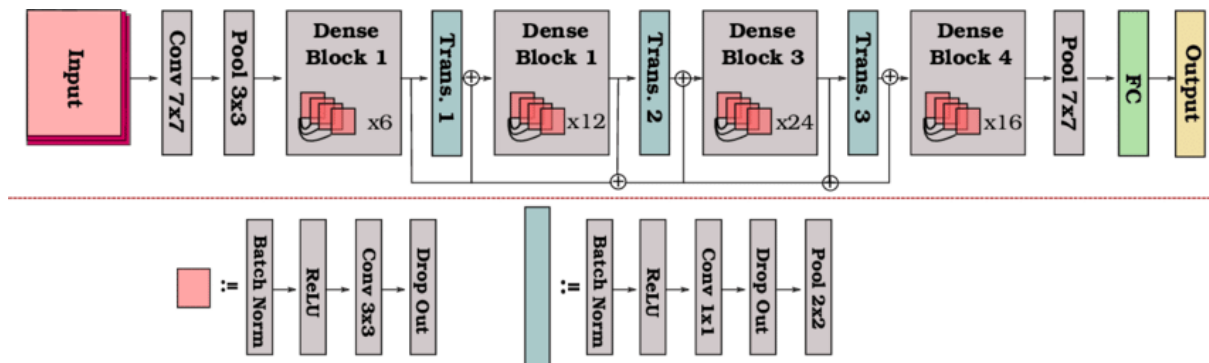 Input
Conv 7x7
Pool 3x3
Dense
Block 1
x6
Trans. 1
Dense
Block 1
x12
Trans. 2
Dense
Block 3
x24
Trans. 3
Dense
Block 4
x16
Pool 7x7
FC
Output
:=
Batch Norm
ReLU
Conv 3x3
Drop Out
:=
Batch Norm
ReLU
Conv 1x1
Drop Out
Pool 2x2